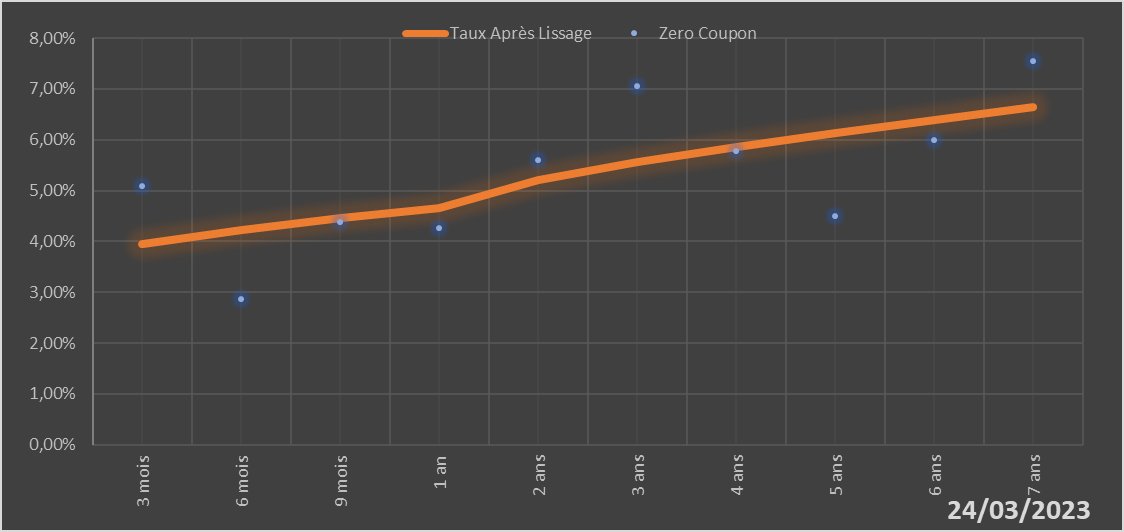 Taux Après Lissage Zero Coupon
8,00%
7,00%
6,00%
5,00%
4,00%
3,00%
2,00%
1,00%
0,00%
3 mois
6 mois
9 mois
1 an
2 ans
3 ans
4 ans
5 ans
6 ans
7 ans
24/03/2023